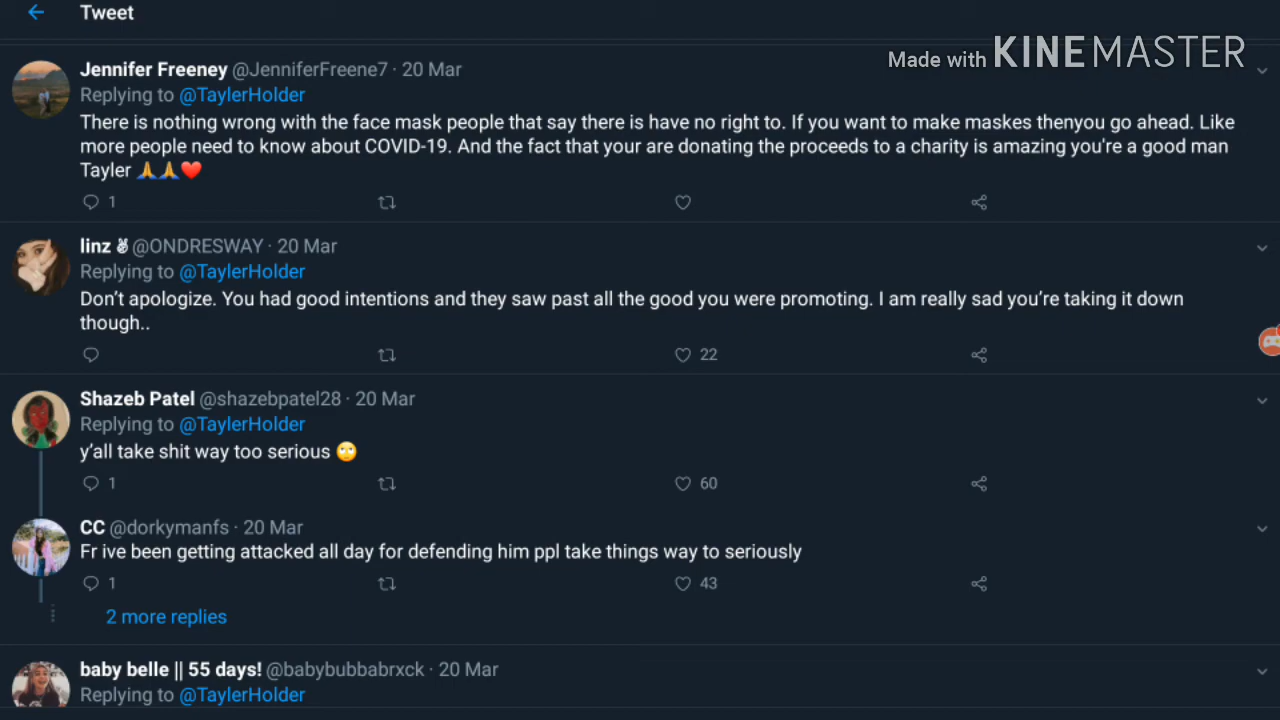 Tweet
Made with KINEMASTER
Jennifer Freeney @JenniferFreene7 · 20 Mar
Replying to @TaylerHolder
There is nothing wrong with the face mask people that say there is have no right to. If you want to make maskes thenyou go ahead. Like
more people need to know about COVID-19. And the fact that your are donating the proceeds to a charity is amazing you're a good man
Tayler 🙏🙏❤️
1
linz ✌ @ONDRESWAY · 20 Mar
Replying to @TaylerHolder
Don’t apologize. You had good intentions and they saw past all the good you were promoting. I am really sad you’re taking it down
though..
22
Shazeb Patel @shazebpatel28 · 20 Mar
Replying to @TaylerHolder
y’all take shit way too serious 🙄
1 60
CC @dorkymanfs · 20 Mar
Fr ive been getting attacked all day for defending him ppl take things way to seriously
1 43
2 more replies
baby belle || 55 days! @babybubbabrxck · 20 Mar
Replying to @TaylerHolder